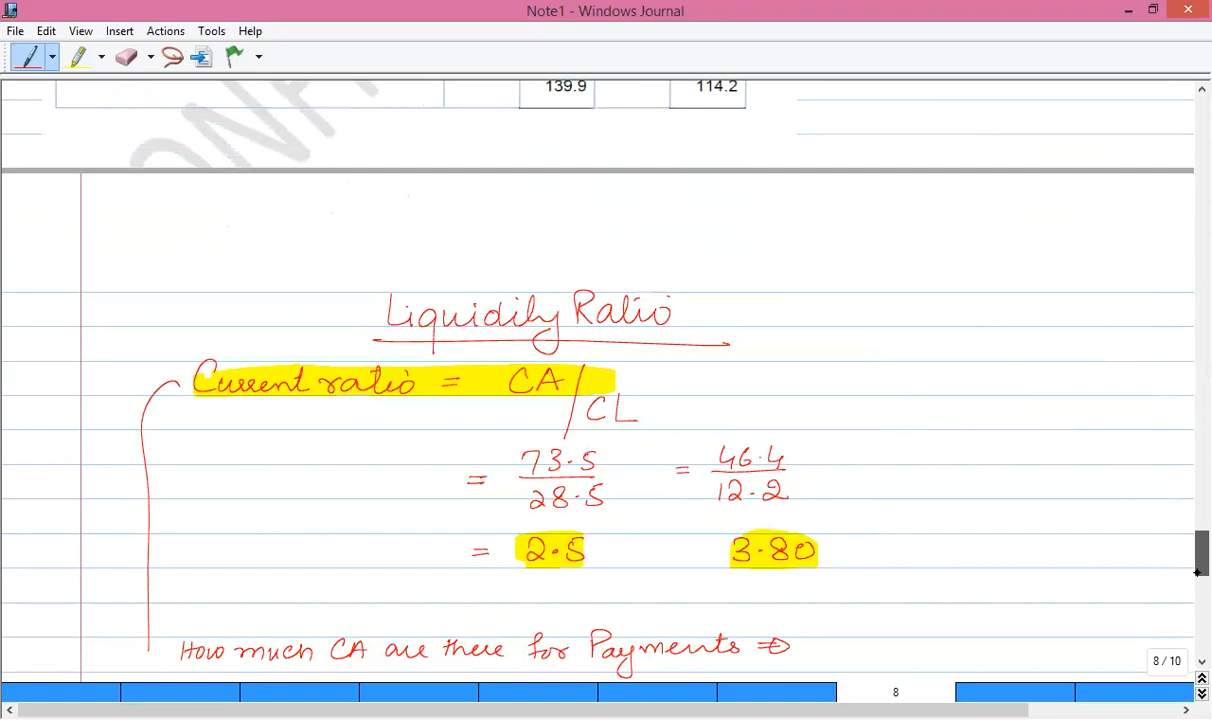 Note1 - Windows Journal
File Edit View Insert Actions Tools Help
139.9 114.2
Liquidity Ratio
Current ratio = CA/CL
= 73.5/28.5 = 46.4/12.2
= 2.5 3.80
How much CA are there for Payments
8 / 10
8